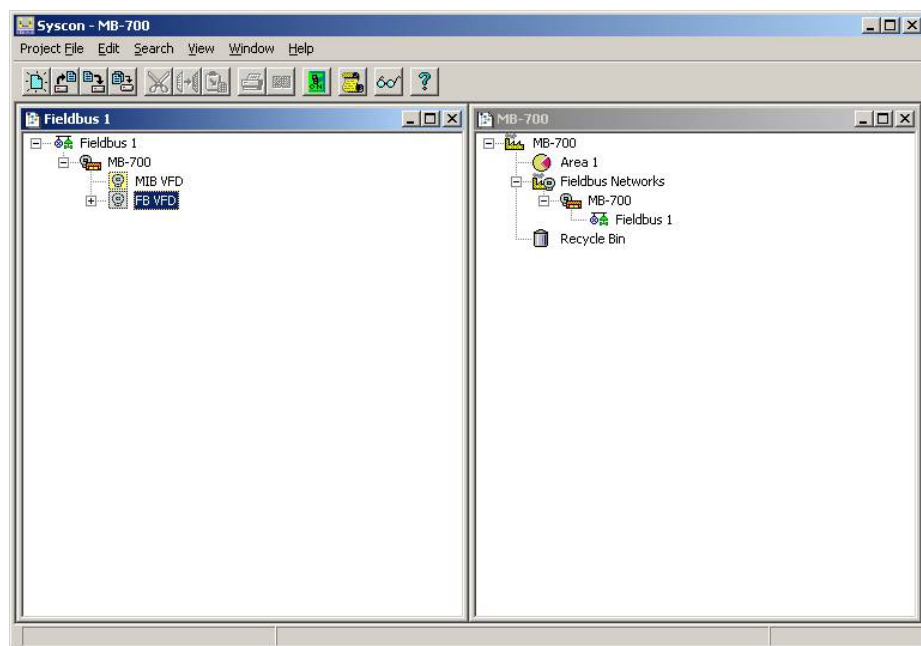 Syscon - MB-700
Project File Edit Search View Window Help
Fieldbus 1
Fieldbus 1
MB-700
MIB VFD
FB VFD
MB-700
MB-700
Area 1
Fieldbus Networks
MB-700
Fieldbus 1
Recycle Bin